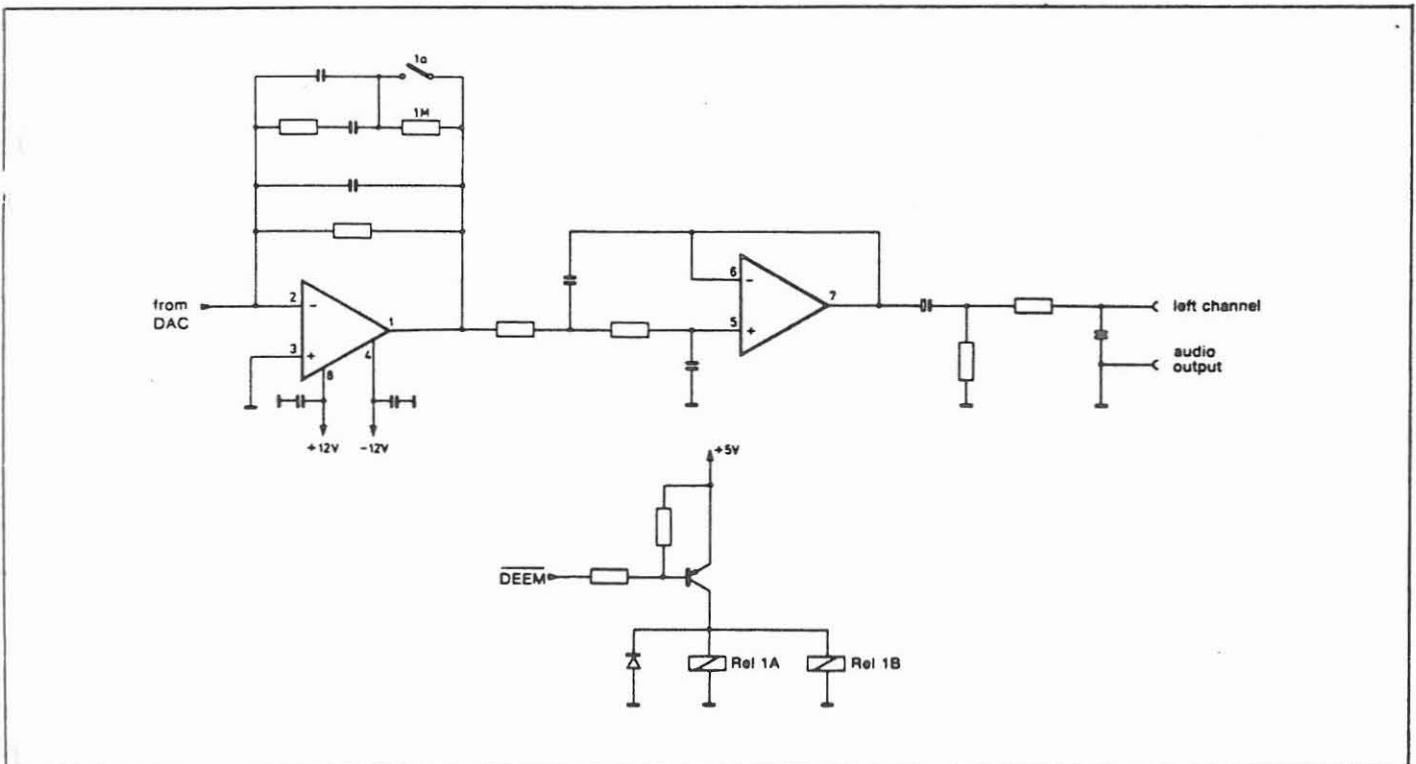 1a
1M
from
DAC
2
−
3
+
1
8
4
+12V
−12V
6
−
5
+
7
left channel
audio
output
+5V
DEEM
Rel 1A
Rel 1B